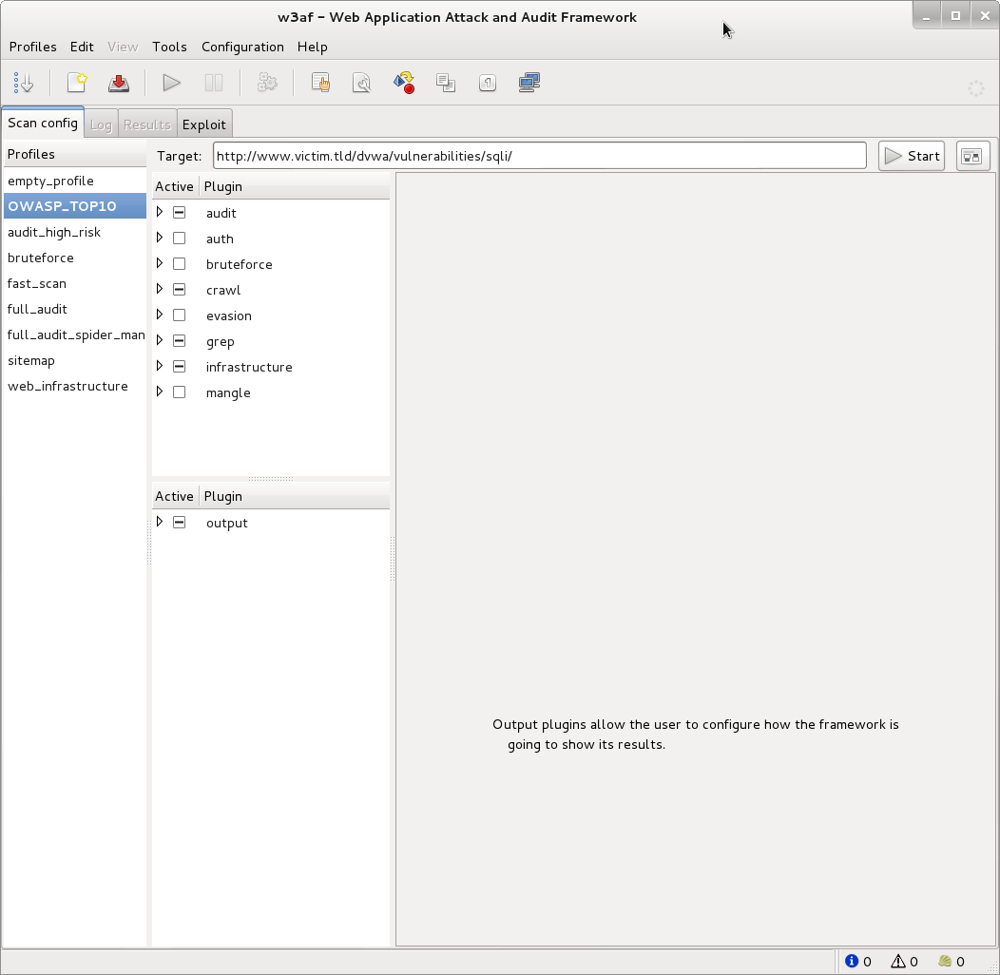 w3af - Web Application Attack and Audit Framework
Profiles Edit View Tools Configuration Help
Scan config Log Results Exploit
Profiles
empty_profile
OWASP_TOP10
audit_high_risk
bruteforce
fast_scan
full_audit
full_audit_spider_man
sitemap
web_infrastructure
Target: http://www.victim.tld/dvwa/vulnerabilities/sqli/ Start
Active Plugin
audit
auth
bruteforce
crawl
evasion
grep
infrastructure
mangle
Active Plugin
output
Output plugins allow the user to configure how the framework is
going to show its results.
0 0 0